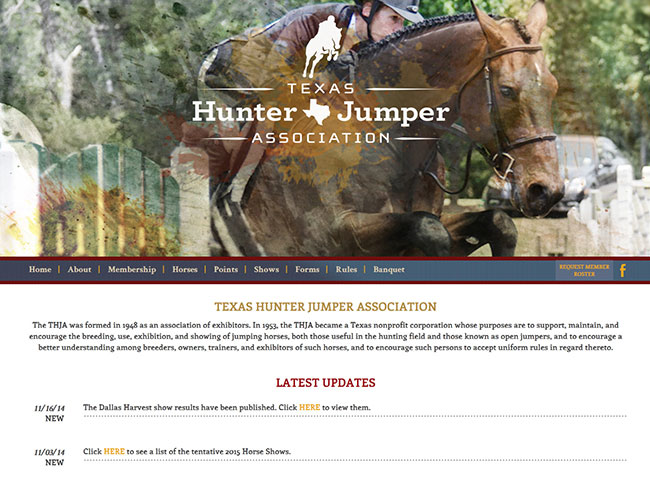 TEXAS
Hunter Jumper
ASSOCIATION
Home | About | Membership | Horses | Points | Shows | Forms | Rules | Banquet
REQUEST MEMBER
ROSTER
f
TEXAS HUNTER JUMPER ASSOCIATION
The THJA was formed in 1948 as an association of exhibitors. In 1953, the THJA became a Texas nonprofit corporation whose purposes are to support, maintain, and
encourage the breeding, use, exhibition, and showing of jumping horses, both those useful in the hunting field and those known as open jumpers, and to encourage a
better understanding among breeders, owners, trainers, and exhibitors of such horses, and to encourage such persons to accept uniform rules in regard thereto.
LATEST UPDATES
11/16/14 The Dallas Harvest show results have been published. Click HERE to view them.
NEW
11/03/14 Click HERE to see a list of the tentative 2015 Horse Shows.
NEW